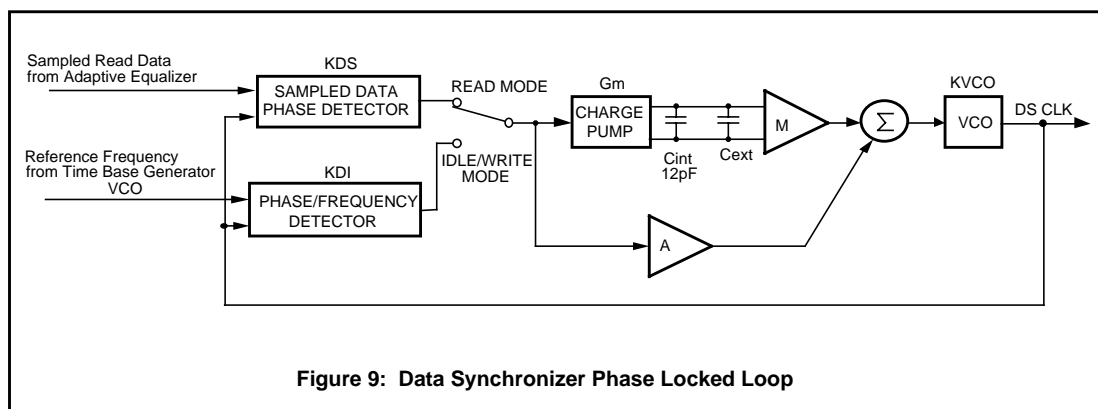 Sampled Read Data
from Adaptive Equalizer
KDS
SAMPLED DATA
PHASE DETECTOR
READ MODE
Gm
CHARGE
PUMP
Cint
12pF
Cext
M
Σ
KVCO
VCO
DS CLK
Reference Frequency
from Time Base Generator
VCO
KDI
PHASE/FREQUENCY
DETECTOR
IDLE/WRITE
MODE
A
Figure 9: Data Synchronizer Phase Locked Loop